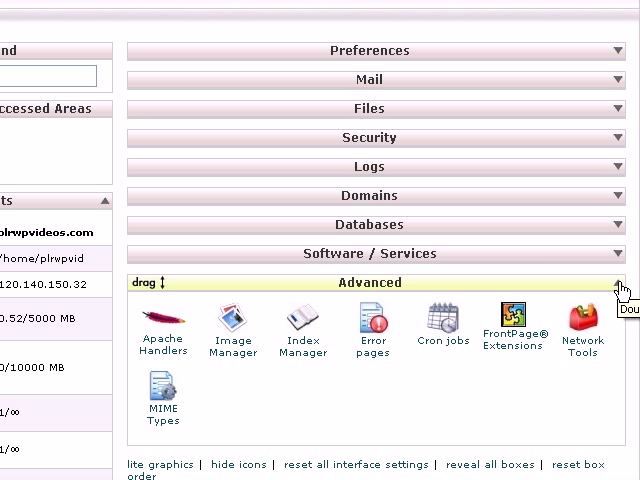 nd
ccessed Areas
ts
plrwpvideos.com
/home/plrwpvid
120.140.150.32
0.52/5000 MB
0/10000 MB
1/∞
1/∞
Preferences
Mail
Files
Security
Logs
Domains
Databases
Software / Services
drag Advanced
Dou
Apache
Handlers
Image
Manager
Index
Manager
Error
pages
Cron jobs
FrontPage®
Extensions
Network
Tools
MIME
Types
lite graphics | hide icons | reset all interface settings | reveal all boxes | reset box
order